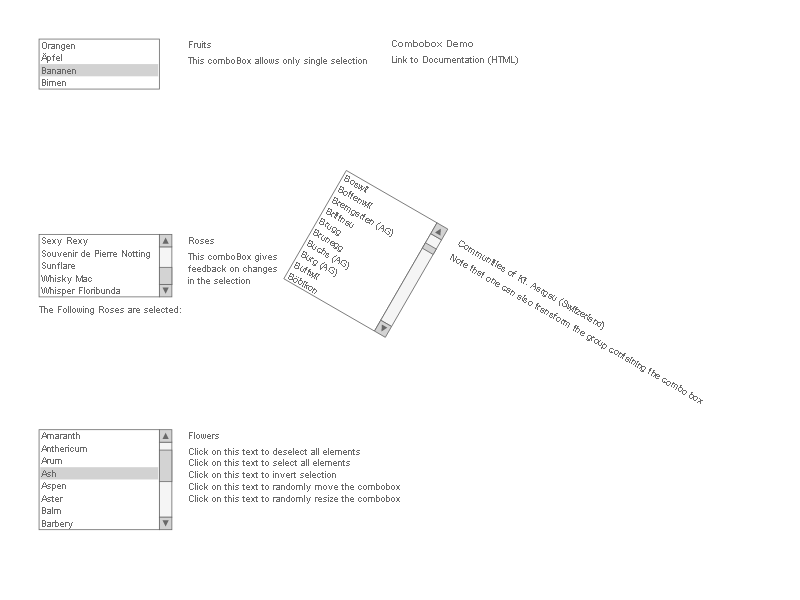 Orangen
Äpfel
Bananen
Birnen
Fruits
This comboBox allows only single selection
Combobox Demo
Link to Documentation (HTML)
Sexy Rexy
Souvenir de Pierre Notting
Sunflare
Whisky Mac
Whisper Floribunda
The Following Roses are selected:
Roses
This comboBox gives
feedback on changes
in the selection
Boswil
Bottenwil
Bremgarten (AG)
Brittnau
Brugg
Brunegg
Buchs (AG)
Burg (AG)
Buttwil
Böbikon
Communities of Kt. Aargau (Switzerland)
Note that one can also transform the group containing the combo box
Amaranth
Anthericum
Arum
Ash
Aspen
Aster
Balm
Barbery
Flowers
Click on this text to deselect all elements
Click on this text to select all elements
Click on this text to invert selection
Click on this text to randomly move the combobox
Click on this text to randomly resize the combobox